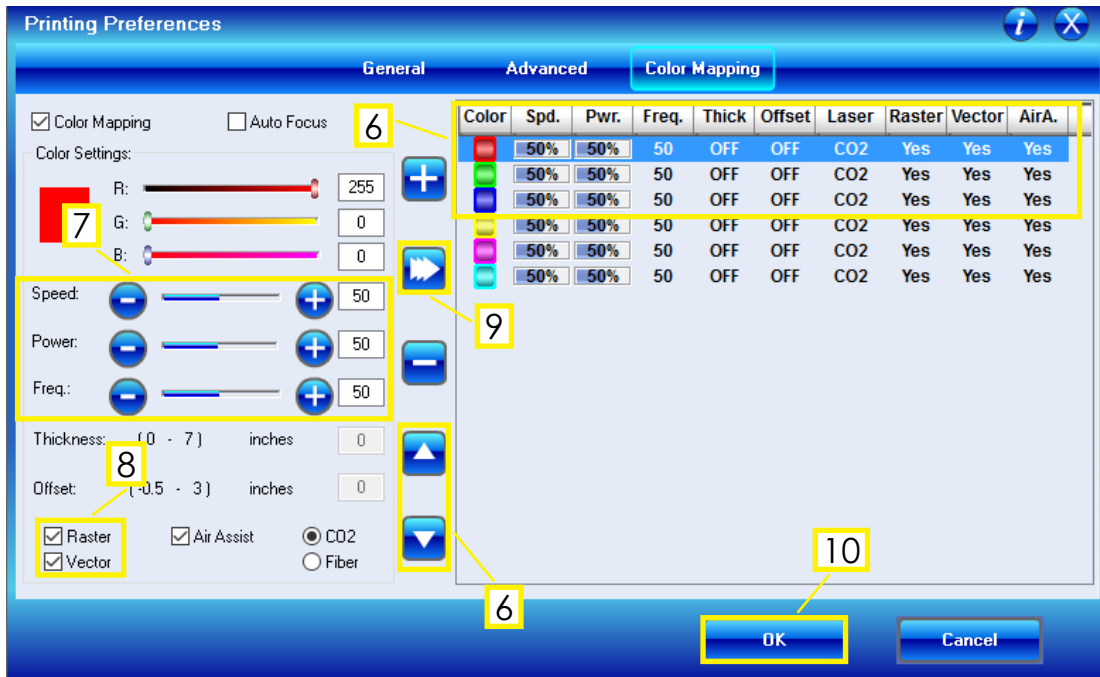 Printing Preferences
i X
General Advanced Color Mapping
Color Mapping Auto Focus
6
Color Settings:
R: 255
G: 0
B: 0
7
Speed: 50
Power: 50
Freq.: 50
Thickness: ( 0 - 7 ) inches 0
8
Offset: (-0.5 - 3 ) inches 0
Raster Air Assist CO2
Vector Fiber
9
6
Color Spd. Pwr. Freq. Thick Offset Laser Raster Vector AirA.
50% 50% 50 OFF OFF CO2 Yes Yes Yes
50% 50% 50 OFF OFF CO2 Yes Yes Yes
50% 50% 50 OFF OFF CO2 Yes Yes Yes
50% 50% 50 OFF OFF CO2 Yes Yes Yes
50% 50% 50 OFF OFF CO2 Yes Yes Yes
50% 50% 50 OFF OFF CO2 Yes Yes Yes
10
OK Cancel